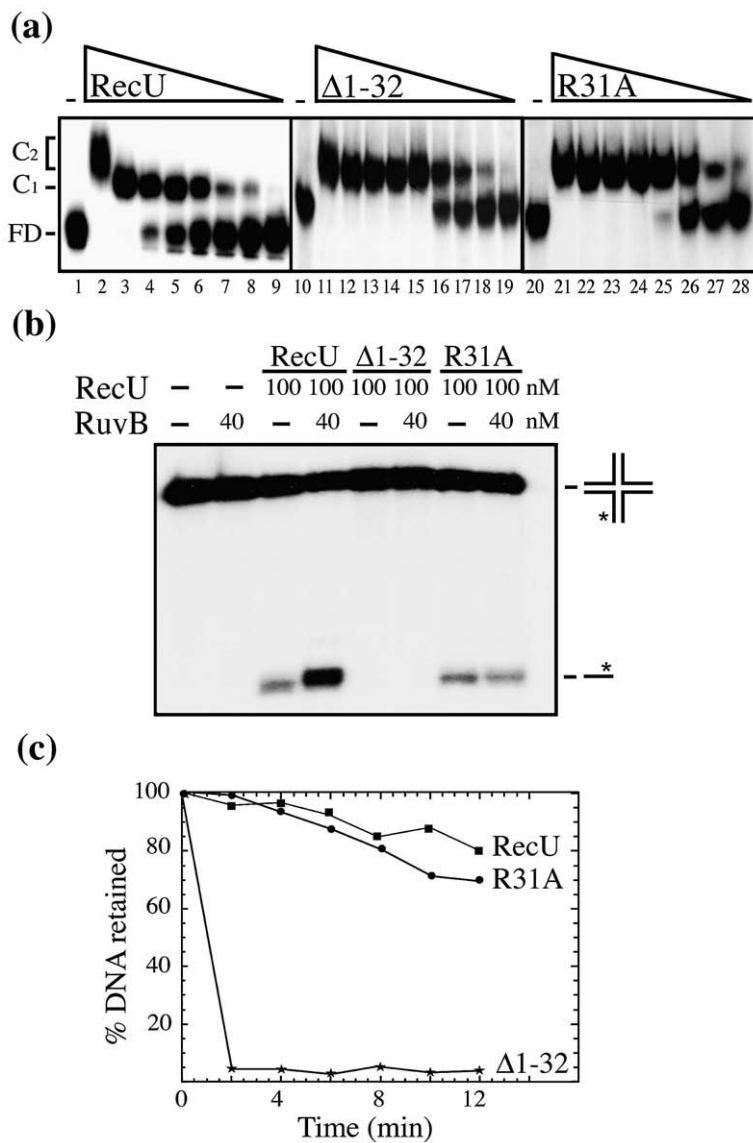 (a)
RecU Δ1-32 R31A
- - -
C2
C1
FD
1 2 3 4 5 6 7 8 9 10 11 12 13 14 15 16 17 18 19 20 21 22 23 24 25 26 27 28
(b)
RecU Δ1-32 R31A
RecU – – 100 100 100 100 100 100 nM
RuvB – 40 – 40 – 40 – 40 nM
*
*
(c)
100
80
60
40
20
% DNA retained
RecU
R31A
Δ1-32
0 4 8 12
Time (min)